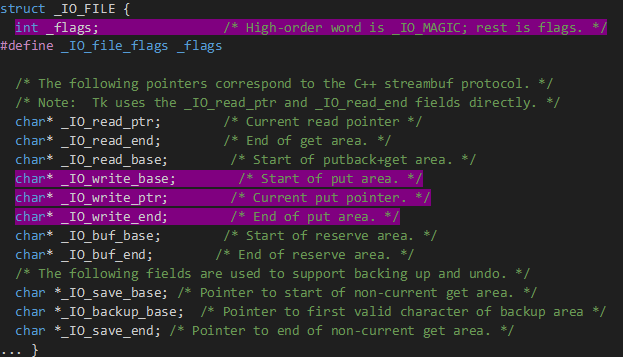 struct _IO_FILE {
  int _flags;                /* High-order word is _IO_MAGIC; rest is flags. */
#define _IO_file_flags _flags

  /* The following pointers correspond to the C++ streambuf protocol. */
  /* Note:  Tk uses the _IO_read_ptr and _IO_read_end fields directly. */
  char* _IO_read_ptr;        /* Current read pointer */
  char* _IO_read_end;        /* End of get area. */
  char* _IO_read_base;        /* Start of putback+get area. */
  char* _IO_write_base;        /* Start of put area. */
  char* _IO_write_ptr;        /* Current put pointer. */
  char* _IO_write_end;        /* End of put area. */
  char* _IO_buf_base;        /* Start of reserve area. */
  char* _IO_buf_end;        /* End of reserve area. */
  /* The following fields are used to support backing up and undo. */
  char *_IO_save_base; /* Pointer to start of non-current get area. */
  char *_IO_backup_base;  /* Pointer to first valid character of backup area */
  char *_IO_save_end; /* Pointer to end of non-current get area. */
... }